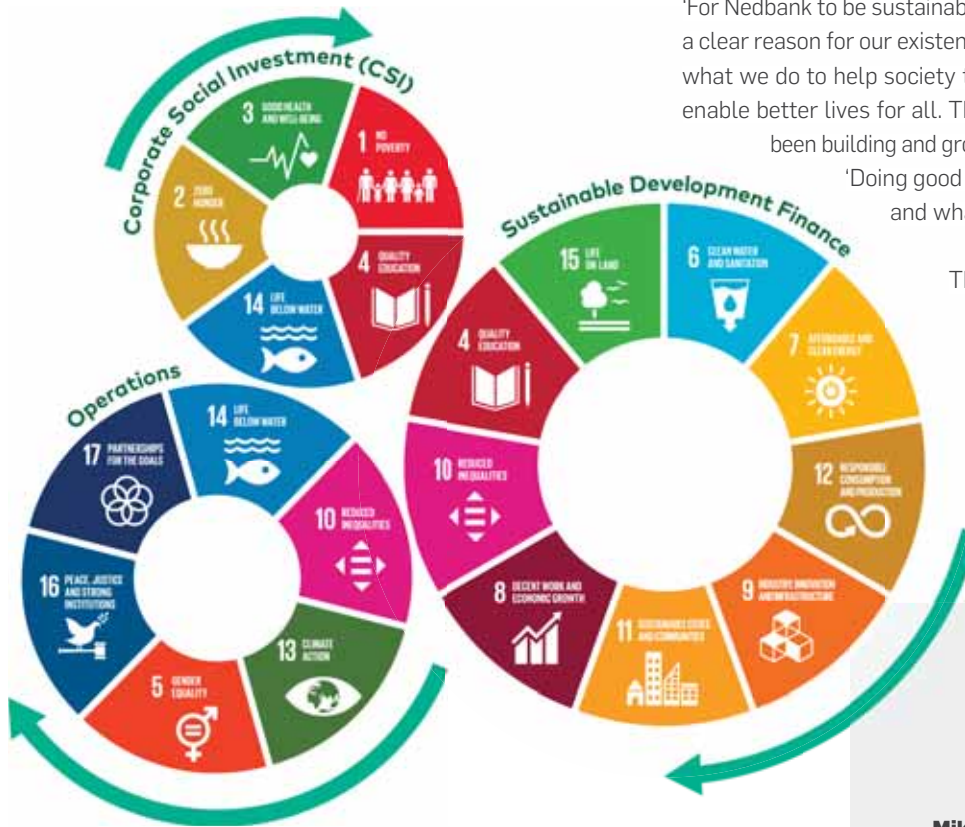 Corporate Social Investment (CSI)
3 GOOD HEALTH
AND WELL-BEING
1 NO
POVERTY
2 ZERO
HUNGER
4 QUALITY
EDUCATION
14 LIFE
BELOW WATER
Sustainable Development Finance
15 LIFE
ON LAND
6 CLEAN WATER
AND SANITATION
4 QUALITY
EDUCATION
7 AFFORDABLE AND
CLEAN ENERGY
10 REDUCED
INEQUALITIES
12 RESPONSIBLE
CONSUMPTION
AND PRODUCTION
8 DECENT WORK AND
ECONOMIC GROWTH
9 INDUSTRY, INNOVATION
AND INFRASTRUCTURE
11 SUSTAINABLE CITIES
AND COMMUNITIES
Operations
14 LIFE
BELOW WATER
17 PARTNERSHIPS
FOR THE GOALS
10 REDUCED
INEQUALITIES
16 PEACE, JUSTICE
AND STRONG
INSTITUTIONS
13 CLIMATE
ACTION
5 GENDER
EQUALITY
'For Nedbank to be
a clear reason for our
what we do to help society
enable better lives for all.
been building and
'Doing good
and